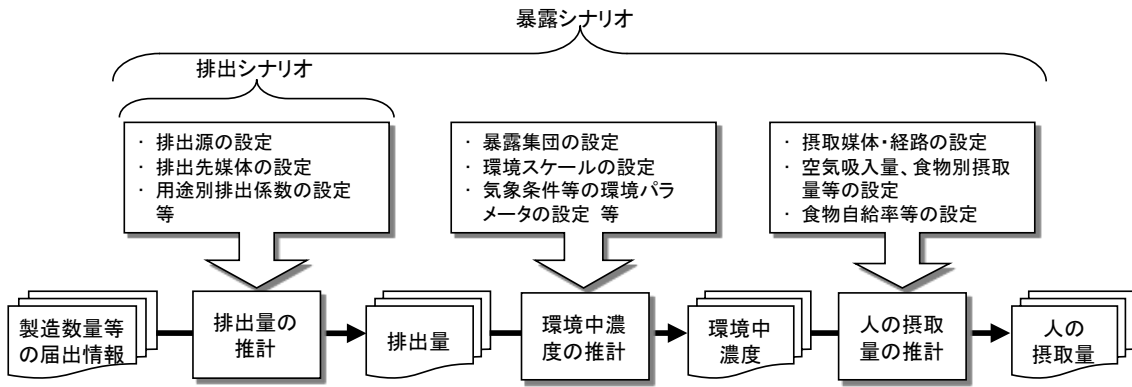 暴露シナリオ
排出シナリオ
・ 排出源の設定
・ 排出先媒体の設定
・ 用途別排出係数の設定
等
・ 暴露集団の設定
・ 環境スケールの設定
・ 気象条件等の環境パラ
メータの設定 等
・ 摂取媒体・経路の設定
・ 空気吸入量、食物別摂取
量等の設定
・ 食物自給率等の設定
製造数量等
の届出情報
排出量の
推計
排出量
環境中濃
度の推計
環境中
濃度
人の摂取
量の推計
人の
摂取量